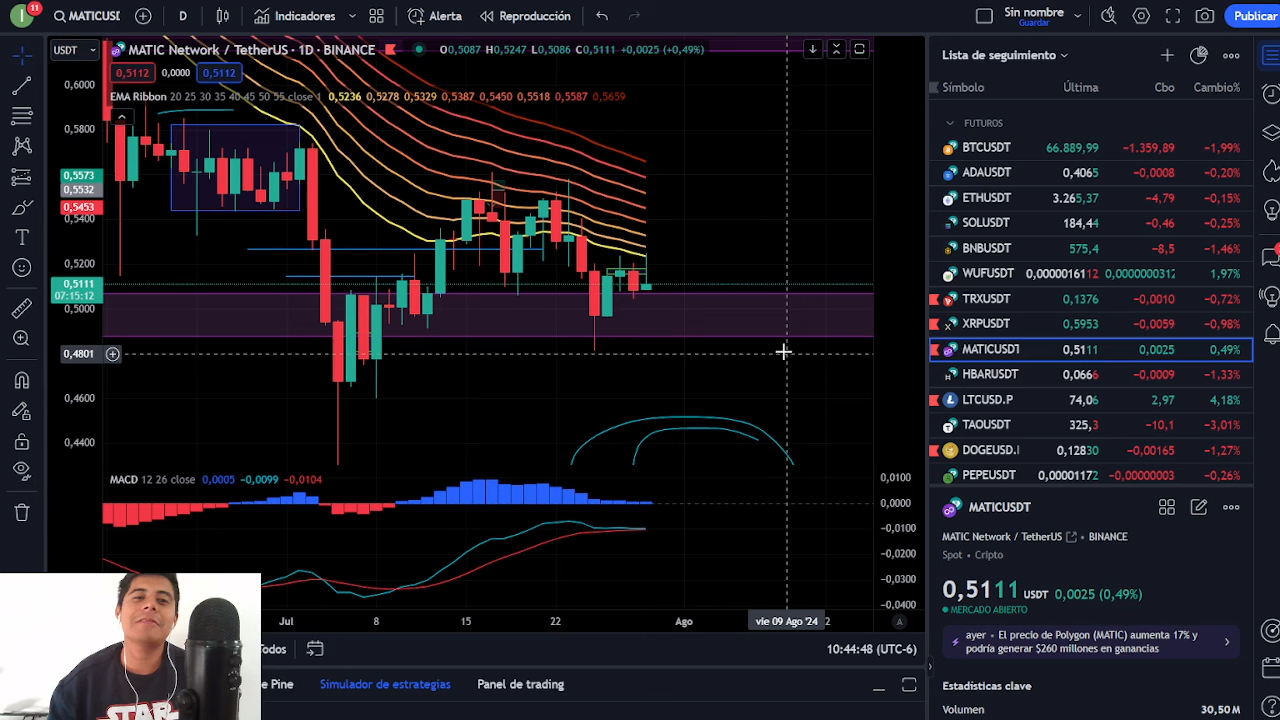 I 11 MATICUSD D Indicadores Alerta Reproducción Sin nombre Guardar Publicar
USDT MATIC Network / TetherUS · 1D · BINANCE O0,5087 H0,5247 L0,5086 C0,5111 +0,0025 (+0,49%)
0,5112 0,0000 0,5112
EMA Ribbon 20 25 30 35 40 45 50 55 close 1 0,5236 0,5278 0,5329 0,5387 0,5450 0,5518 0,5587 0,5659
0,6000
0,5800
0,5573
0,5532
0,5453
0,5400
0,5200
0,5111
07:15:12
0,5000
0,4801
0,4600
0,4400
MACD 12 26 close 0,0005 −0,0099 −0,0104
0,0100
0,0000
−0,0100
−0,0200
−0,0300
−0,0400
Jul 8 15 22 Ago vie 09 Ago '24 2 A
Todos 10:44:48 (UTC-6)
e Pine Simulador de estrategias Panel de trading
STAR
Lista de seguimiento
Símbolo Última Cbo Cambio%
FUTUROS
BTCUSDT 66.889,99 −1.359,89 −1,99%
ADAUSDT 0,4065 −0,0008 −0,20%
ETHUSDT 3.265,37 −4,79 −0,15%
SOLUSDT 184,44 −0,46 −0,25%
BNBUSDT 575,4 −8,5 −1,46%
WUFUSDT 0,00000016112 0,0000000312 1,97%
TRXUSDT 0,1376 −0,0010 −0,72%
XRPUSDT 0,5953 −0,0059 −0,98%
MATICUSDT 0,5111 0,0025 0,49%
HBARUSDT 0,0666 −0,0009 −1,33%
LTCUSD.P 74,06 2,97 4,18%
TAOUSDT 325,3 −10,1 −3,01%
DOGEUSD.I 0,12830 −0,00165 −1,27%
PEPEUSDT 0,00001172 −0,00000003 −0,26%
MATICUSDT
MATIC Network / TetherUS • BINANCE
Spot • Cripto
0,5111 USDT 0,0025 (0,49%)
MERCADO ABIERTO
ayer • El precio de Polygon (MATIC) aumenta 17% y
podría generar $260 millones en ganancias
Estadísticas clave
Volumen 30,50 M